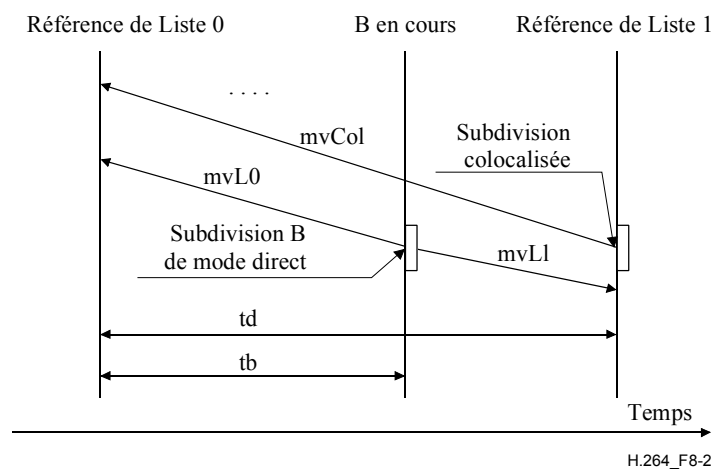 Référence de Liste 0
B en cours
Référence de Liste 1
. . . .
mvCol
Subdivision
colocalisée
mvL0
Subdivision B
de mode direct
mvLl
td
tb
Temps
H.264_F8-2